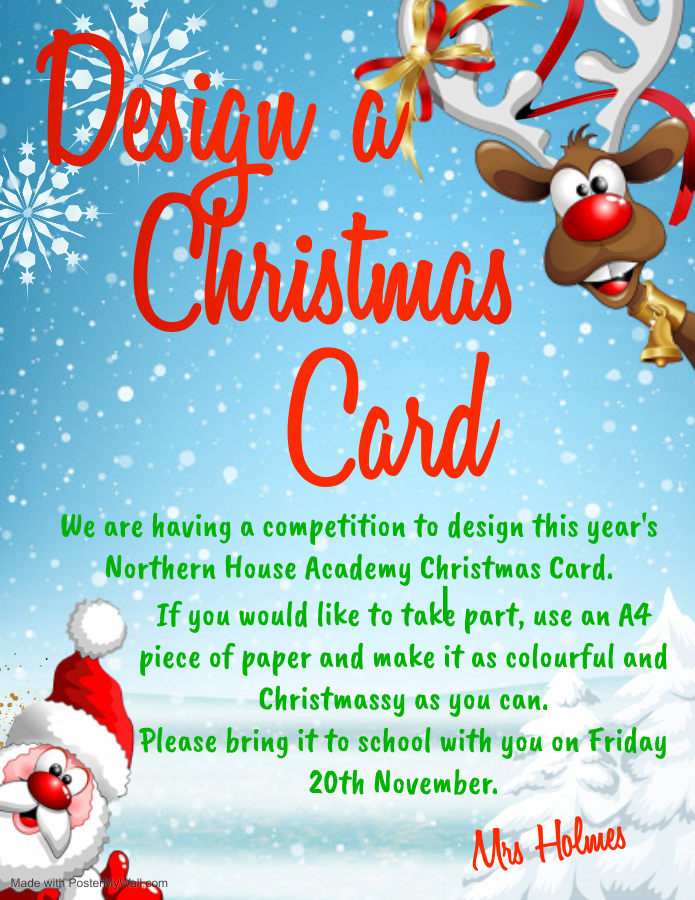 Design a
Christmas
Card
We are having a competition to design this year's
Northern House Academy Christmas Card.
If you would like to take part, use an A4
piece of paper and make it as colourful and
Christmassy as you can.
Please bring it to school with you on Friday
20th November.
Mrs Holmes
Made with PosterMyWall.com